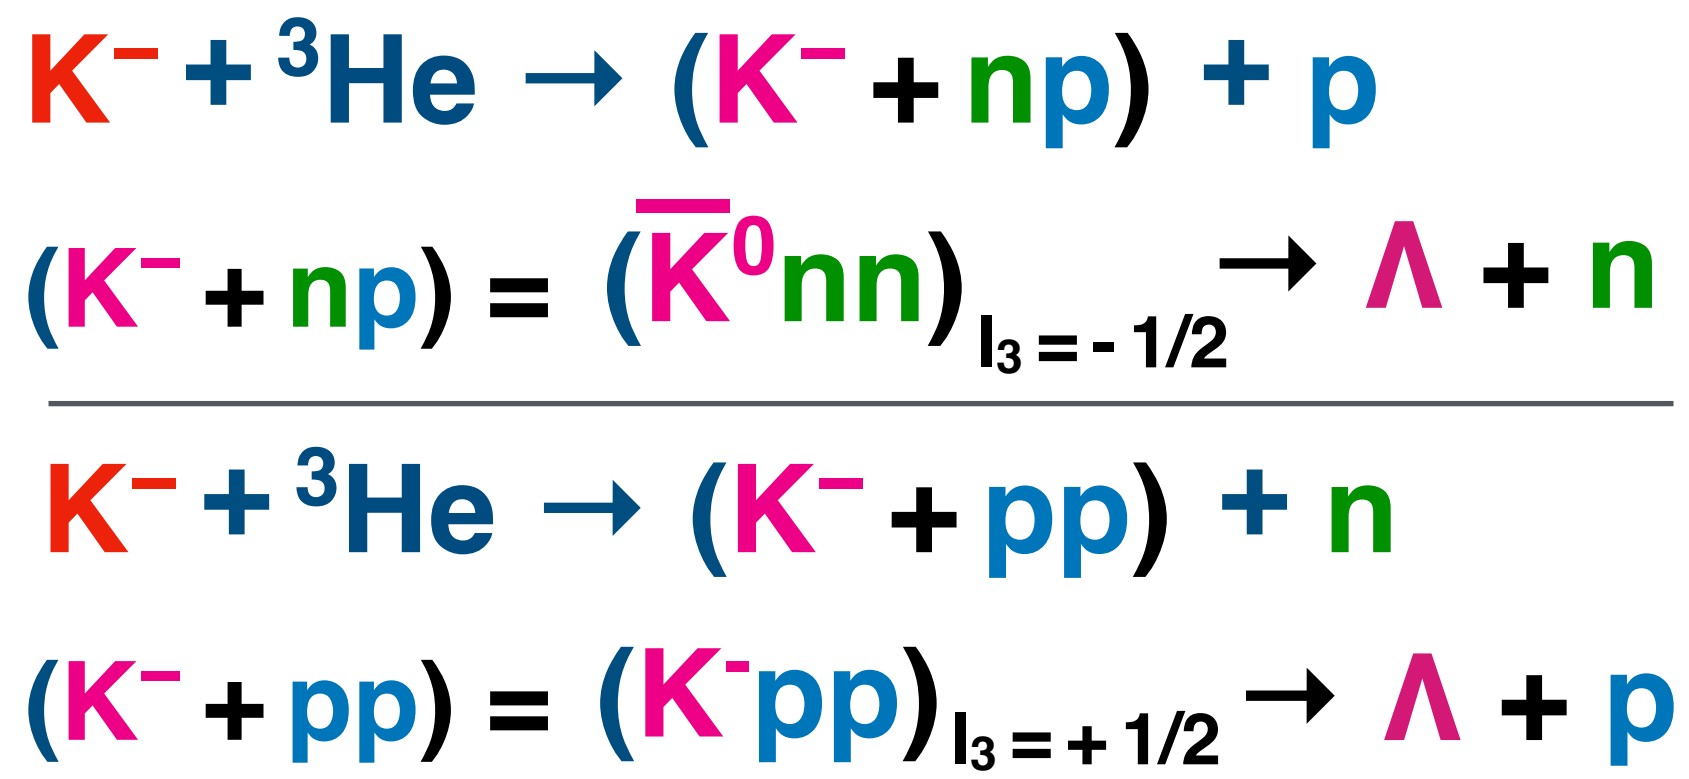 K⁻ + ³He → (K⁻ + np) + p
(K⁻ + np) = (K̅⁰nn)I₃ = - 1/2 → Λ + n
K⁻ + ³He → (K⁻ + pp) + n
(K⁻ + pp) = (K⁻pp)I₃ = + 1/2 → Λ + p